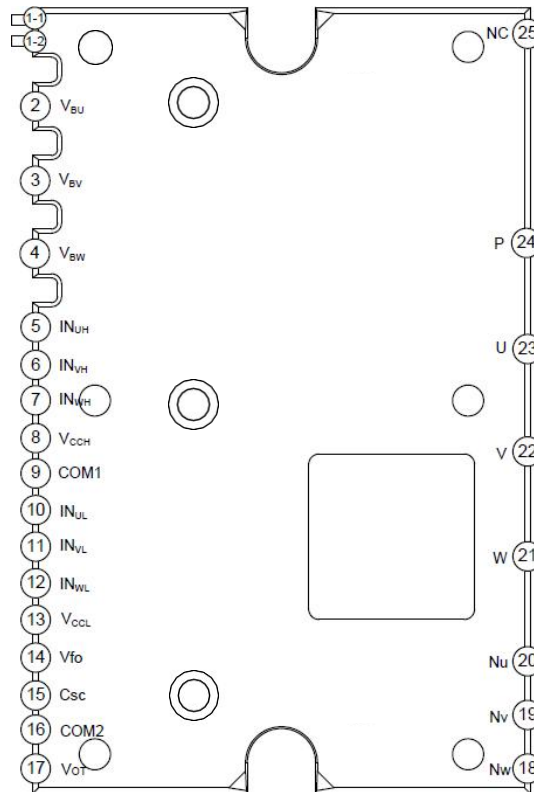 1-1
1-2
2 VBU
3 VBV
4 VBW
5 INUH
6 INVH
7 INWH
8 VCCH
9 COM1
10 INUL
11 INVL
12 INWL
13 VCCL
14 Vfo
15 Csc
16 COM2
17 VOT
NC 25
P 24
U 23
V 22
W 21
Nu 20
Nv 19
Nw 18